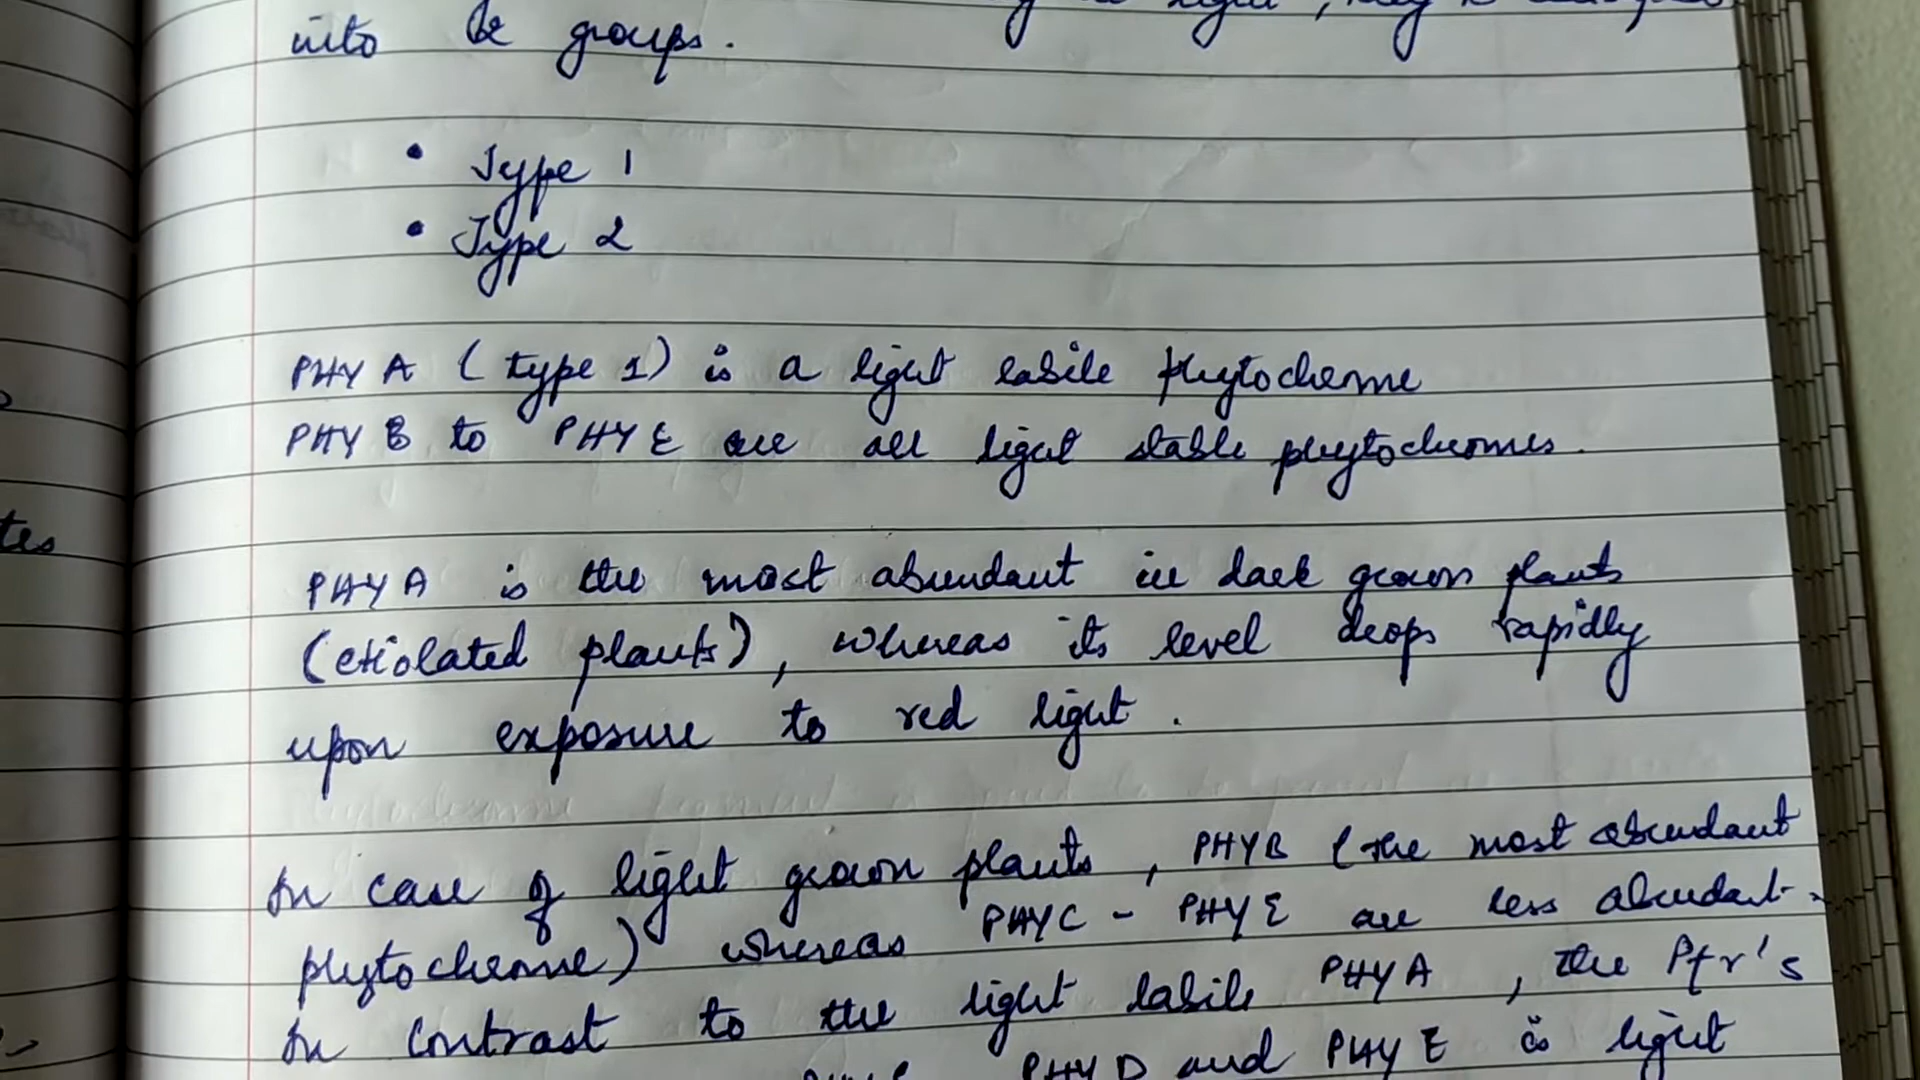 into be groups.
• Type 1
• Type 2
PHY A (type 1) is a light labile phytochrome
PHY B to PHY E are all light stable phytochromes.
tes
PHY A is the most abundant in dark grown plants
(etiolated plants), whereas its level drops rapidly
upon exposure to red light.
In case of light grown plants, PHYB (the most abundant
phytochrome) whereas PHYC - PHYE are less abundant.
In contrast to the light labile PHYA, the Pfr's
PHY D and PHY E is light